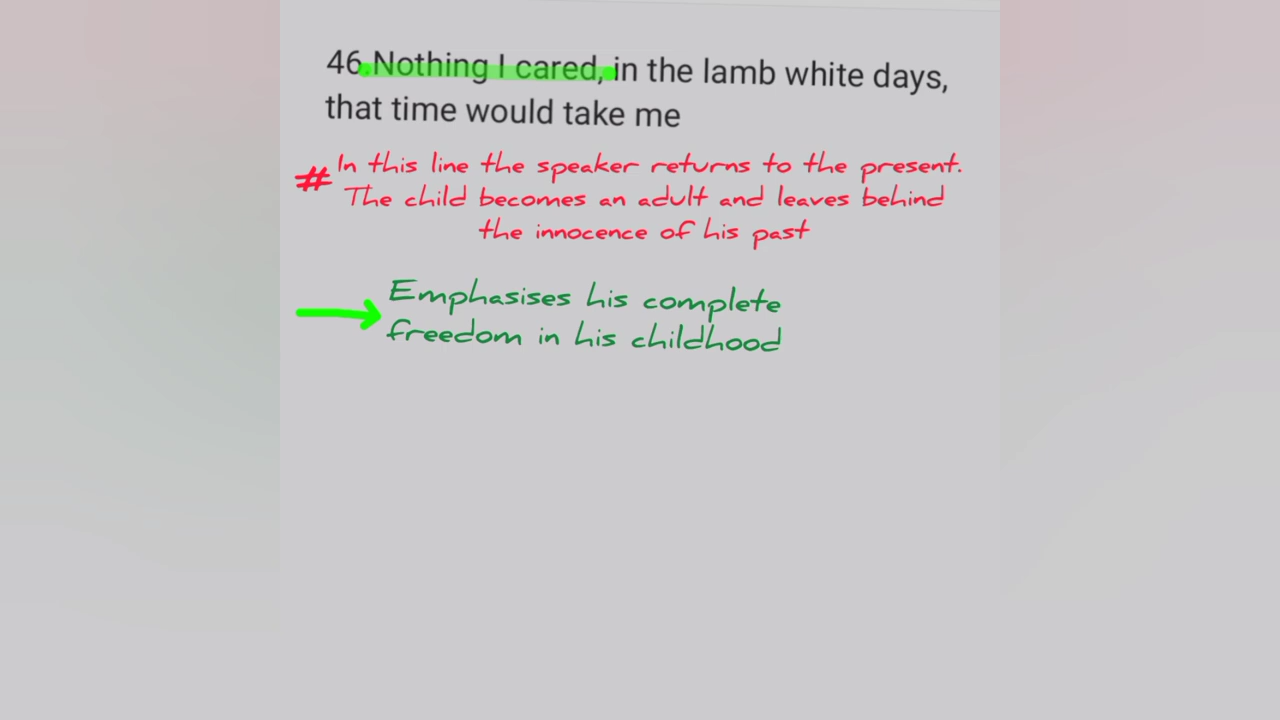 46. Nothing I cared, in the lamb white days,
that time would take me
# In this line the speaker returns to the present.
The child becomes an adult and leaves behind
the innocence of his past
Emphasises his complete
freedom in his childhood